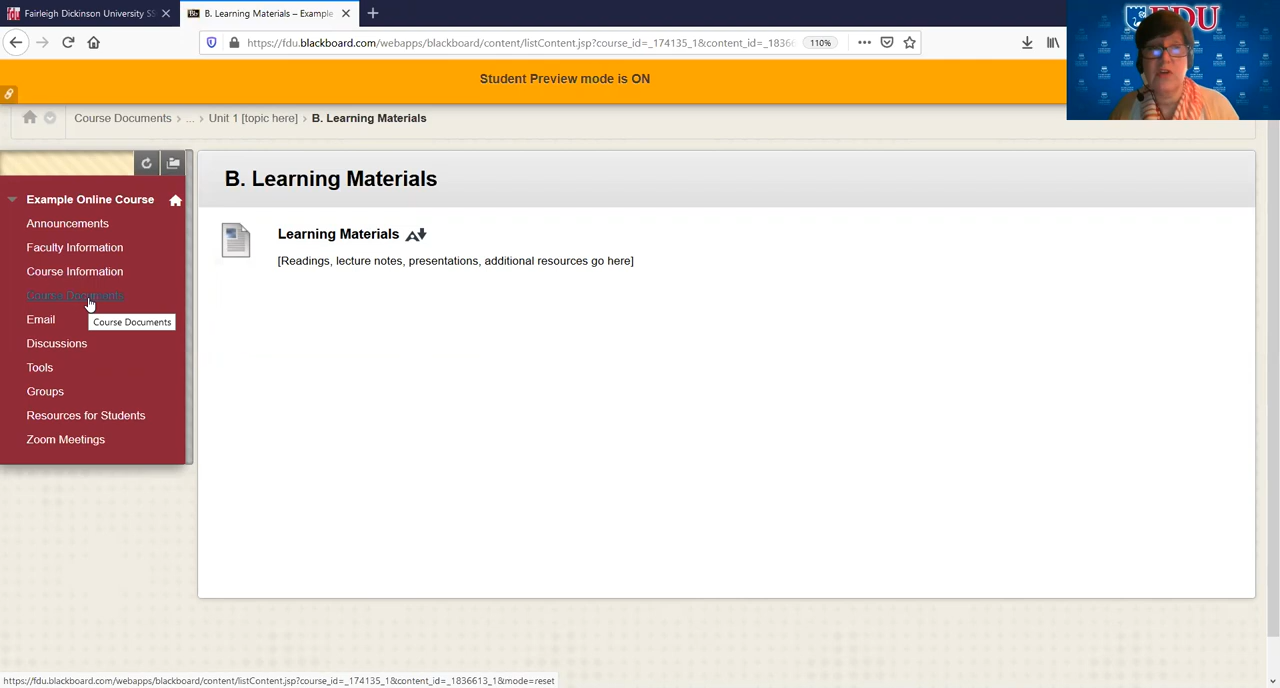 Fairleigh Dickinson University SS
B. Learning Materials – Example
https://fdu.blackboard.com/webapps/blackboard/content/listContent.jsp?course_id=_174135_1&content_id=_1836
110%
FDU
Student Preview mode is ON
Course Documents > ... > Unit 1 [topic here] > B. Learning Materials
Example Online Course
Announcements
Faculty Information
Course Information
Course Documents
Email
Discussions
Tools
Groups
Resources for Students
Zoom Meetings
Course Documents
B. Learning Materials
Learning Materials
[Readings, lecture notes, presentations, additional resources go here]
https://fdu.blackboard.com/webapps/blackboard/content/listContent.jsp?course_id=_174135_1&content_id=_1836613_1&mode=reset